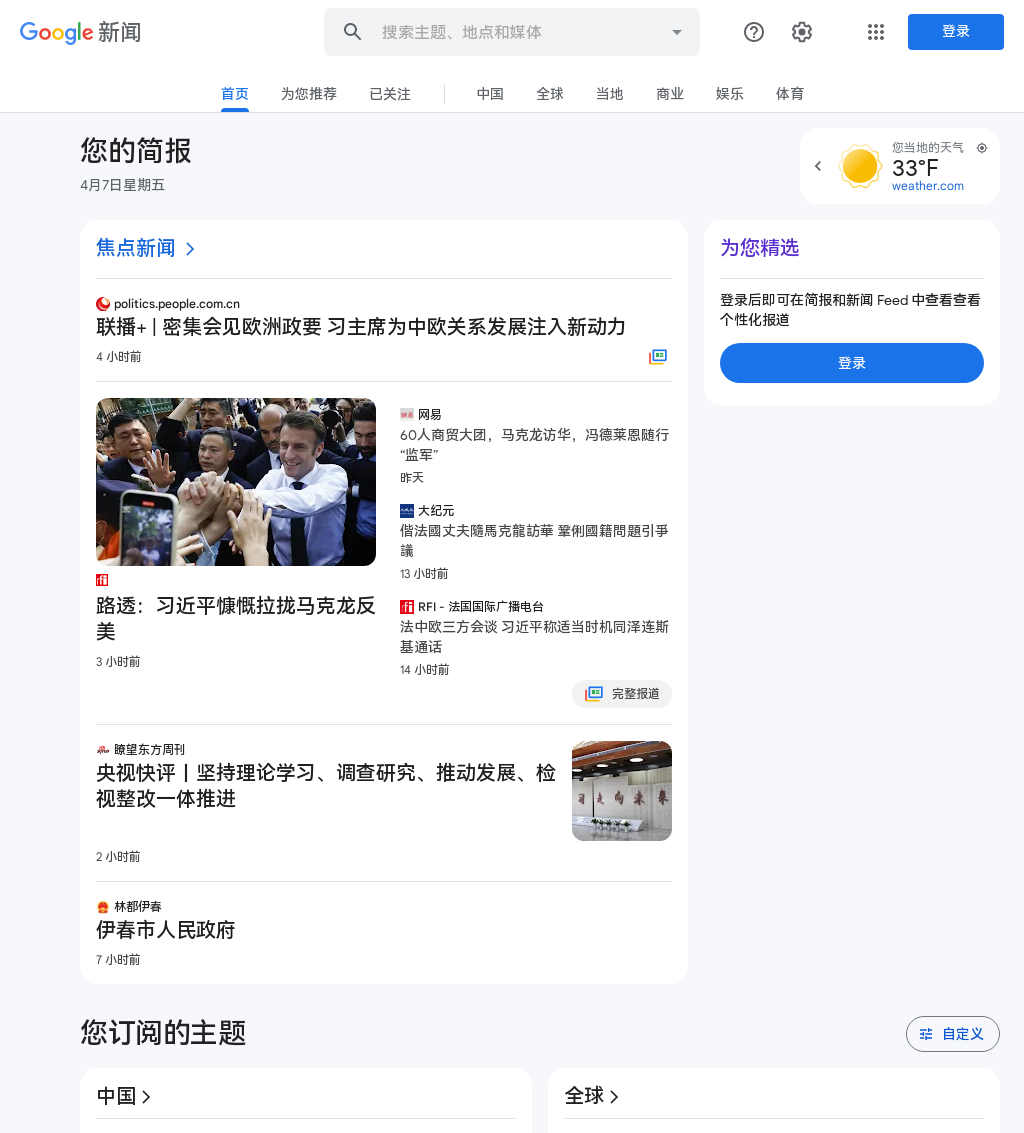 Google 新闻
搜索主题、地点和媒体
登录
首页
为您推荐
已关注
中国
全球
当地
商业
娱乐
体育
您的简报
4月7日星期五
您当地的天气
33°F
weather.com
焦点新闻
politics.people.com.cn
联播+ | 密集会见欧洲政要 习主席为中欧关系发展注入新动力
4 小时前
路透：习近平慷慨拉拢马克龙反
美
3 小时前
网易
60人商贸大团，马克龙访华，冯德莱恩随行
“监军”
昨天
大纪元
偕法國丈夫隨馬克龍訪華 鞏俐國籍問題引爭
議
13 小时前
RFI - 法国国际广播电台
法中欧三方会谈 习近平称适当时机同泽连斯
基通话
14 小时前
完整报道
瞭望东方周刊
央视快评丨坚持理论学习、调查研究、推动发展、检
视整改一体推进
2 小时前
林都伊春
伊春市人民政府
7 小时前
为您精选
登录后即可在简报和新闻 Feed 中查看查看
个性化报道
登录
您订阅的主题
自定义
中国
全球